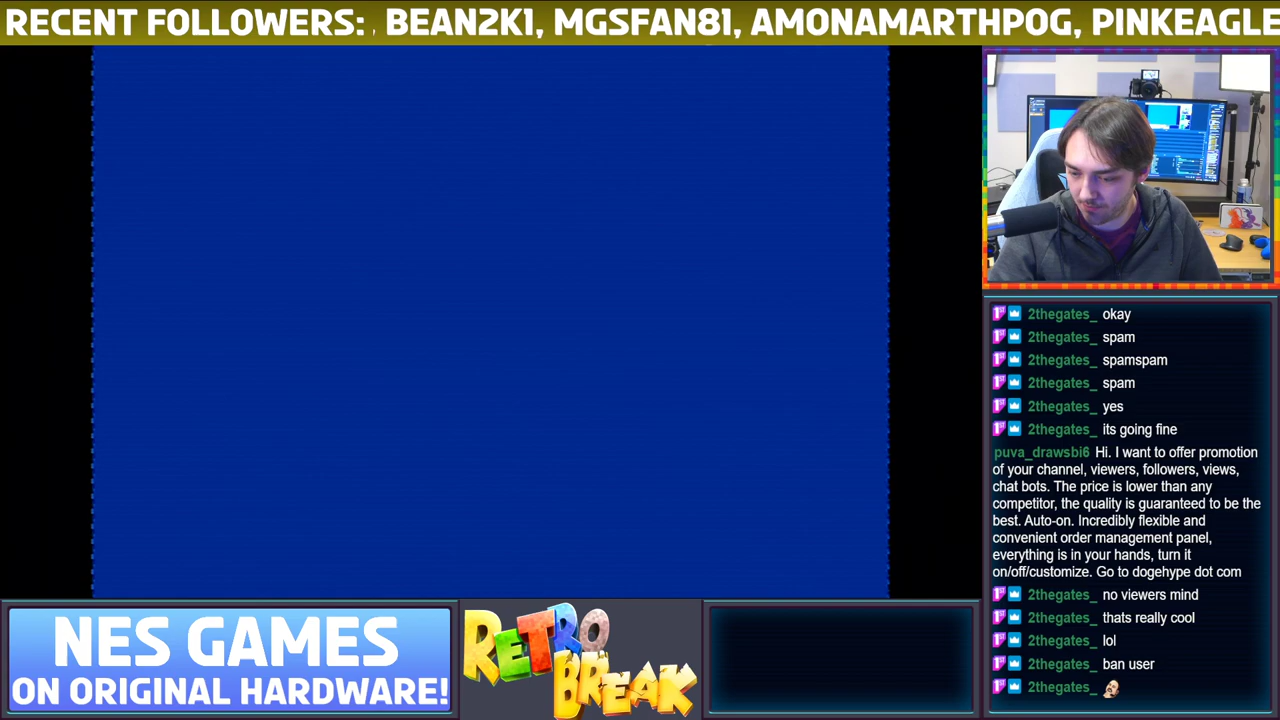 RECENT FOLLOWERS: , BEAN2K1, MGSFAN81, AMONAMARTHPOG, PINKEAGLE
2thegates_ okay
2thegates_ spam
2thegates_ spamspam
2thegates_ spam
2thegates_ yes
2thegates_ its going fine
puva_drawsbi6 Hi. I want to offer promotion
of your channel, viewers, followers, views,
chat bots. The price is lower than any
competitor, the quality is guaranteed to be the
best. Auto-on. Incredibly flexible and
convenient order management panel,
everything is in your hands, turn it
on/off/customize. Go to dogehype dot com
2thegates_ no viewers mind
2thegates_ thats really cool
2thegates_ lol
2thegates_ ban user
2thegates_
NES GAMES
ON ORIGINAL HARDWARE!
RETRO
BREAK